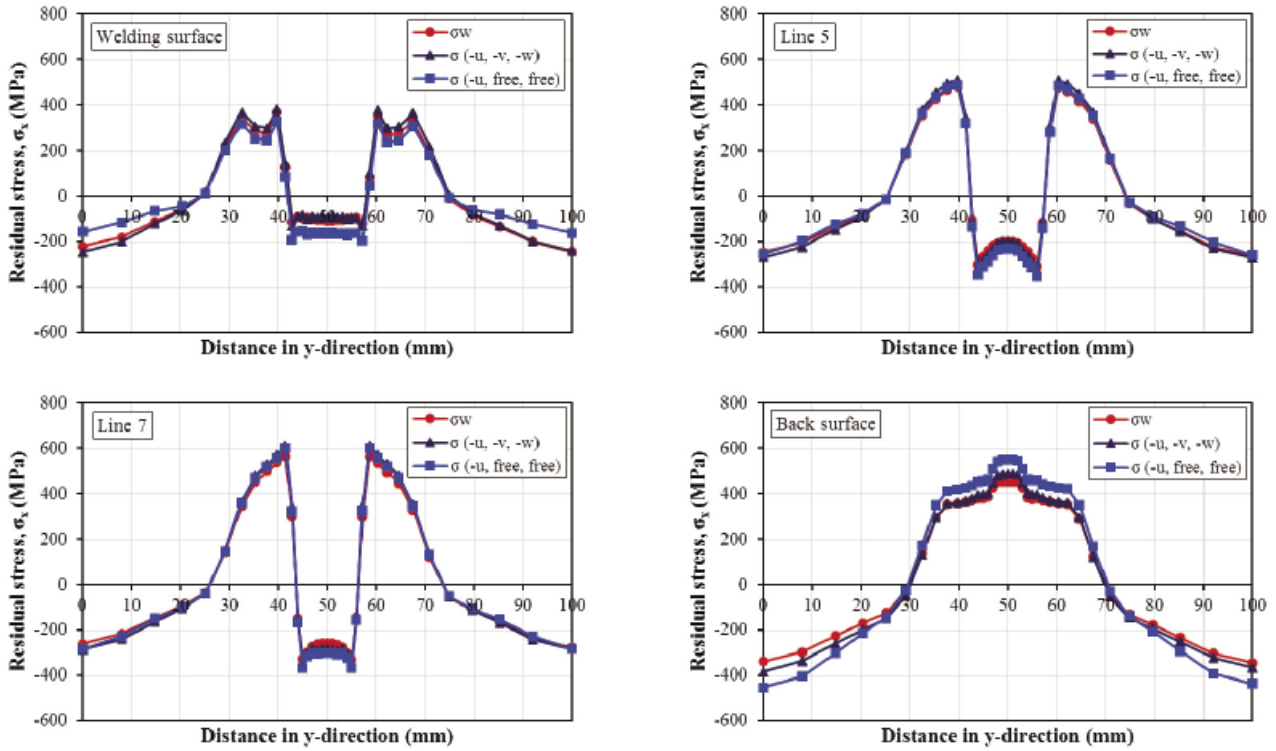 Welding surface
σw
σ (-u, -v, -w)
σ (-u, free, free)
Residual stress, σx (MPa)
800
600
400
200
0
-200
-400
-600
0 10 20 30 40 50 60 70 80 90 100
Distance in y-direction (mm)
Line 5
σw
σ (-u, -v, -w)
σ (-u, free, free)
Residual stress, σx (MPa)
800
600
400
200
0
-200
-400
-600
0 10 20 30 40 50 60 70 80 90 100
Distance in y-direction (mm)
Line 7
σw
σ (-u, -v, -w)
σ (-u, free, free)
Residual stress, σx (MPa)
800
600
400
200
0
-200
-400
-600
0 10 20 30 40 50 60 70 80 90 100
Distance in y-direction (mm)
Back surface
σw
σ (-u, -v, -w)
σ (-u, free, free)
Residual stress, σx (MPa)
800
600
400
200
0
-200
-400
-600
0 10 20 30 40 50 60 70 80 90 100
Distance in y-direction (mm)